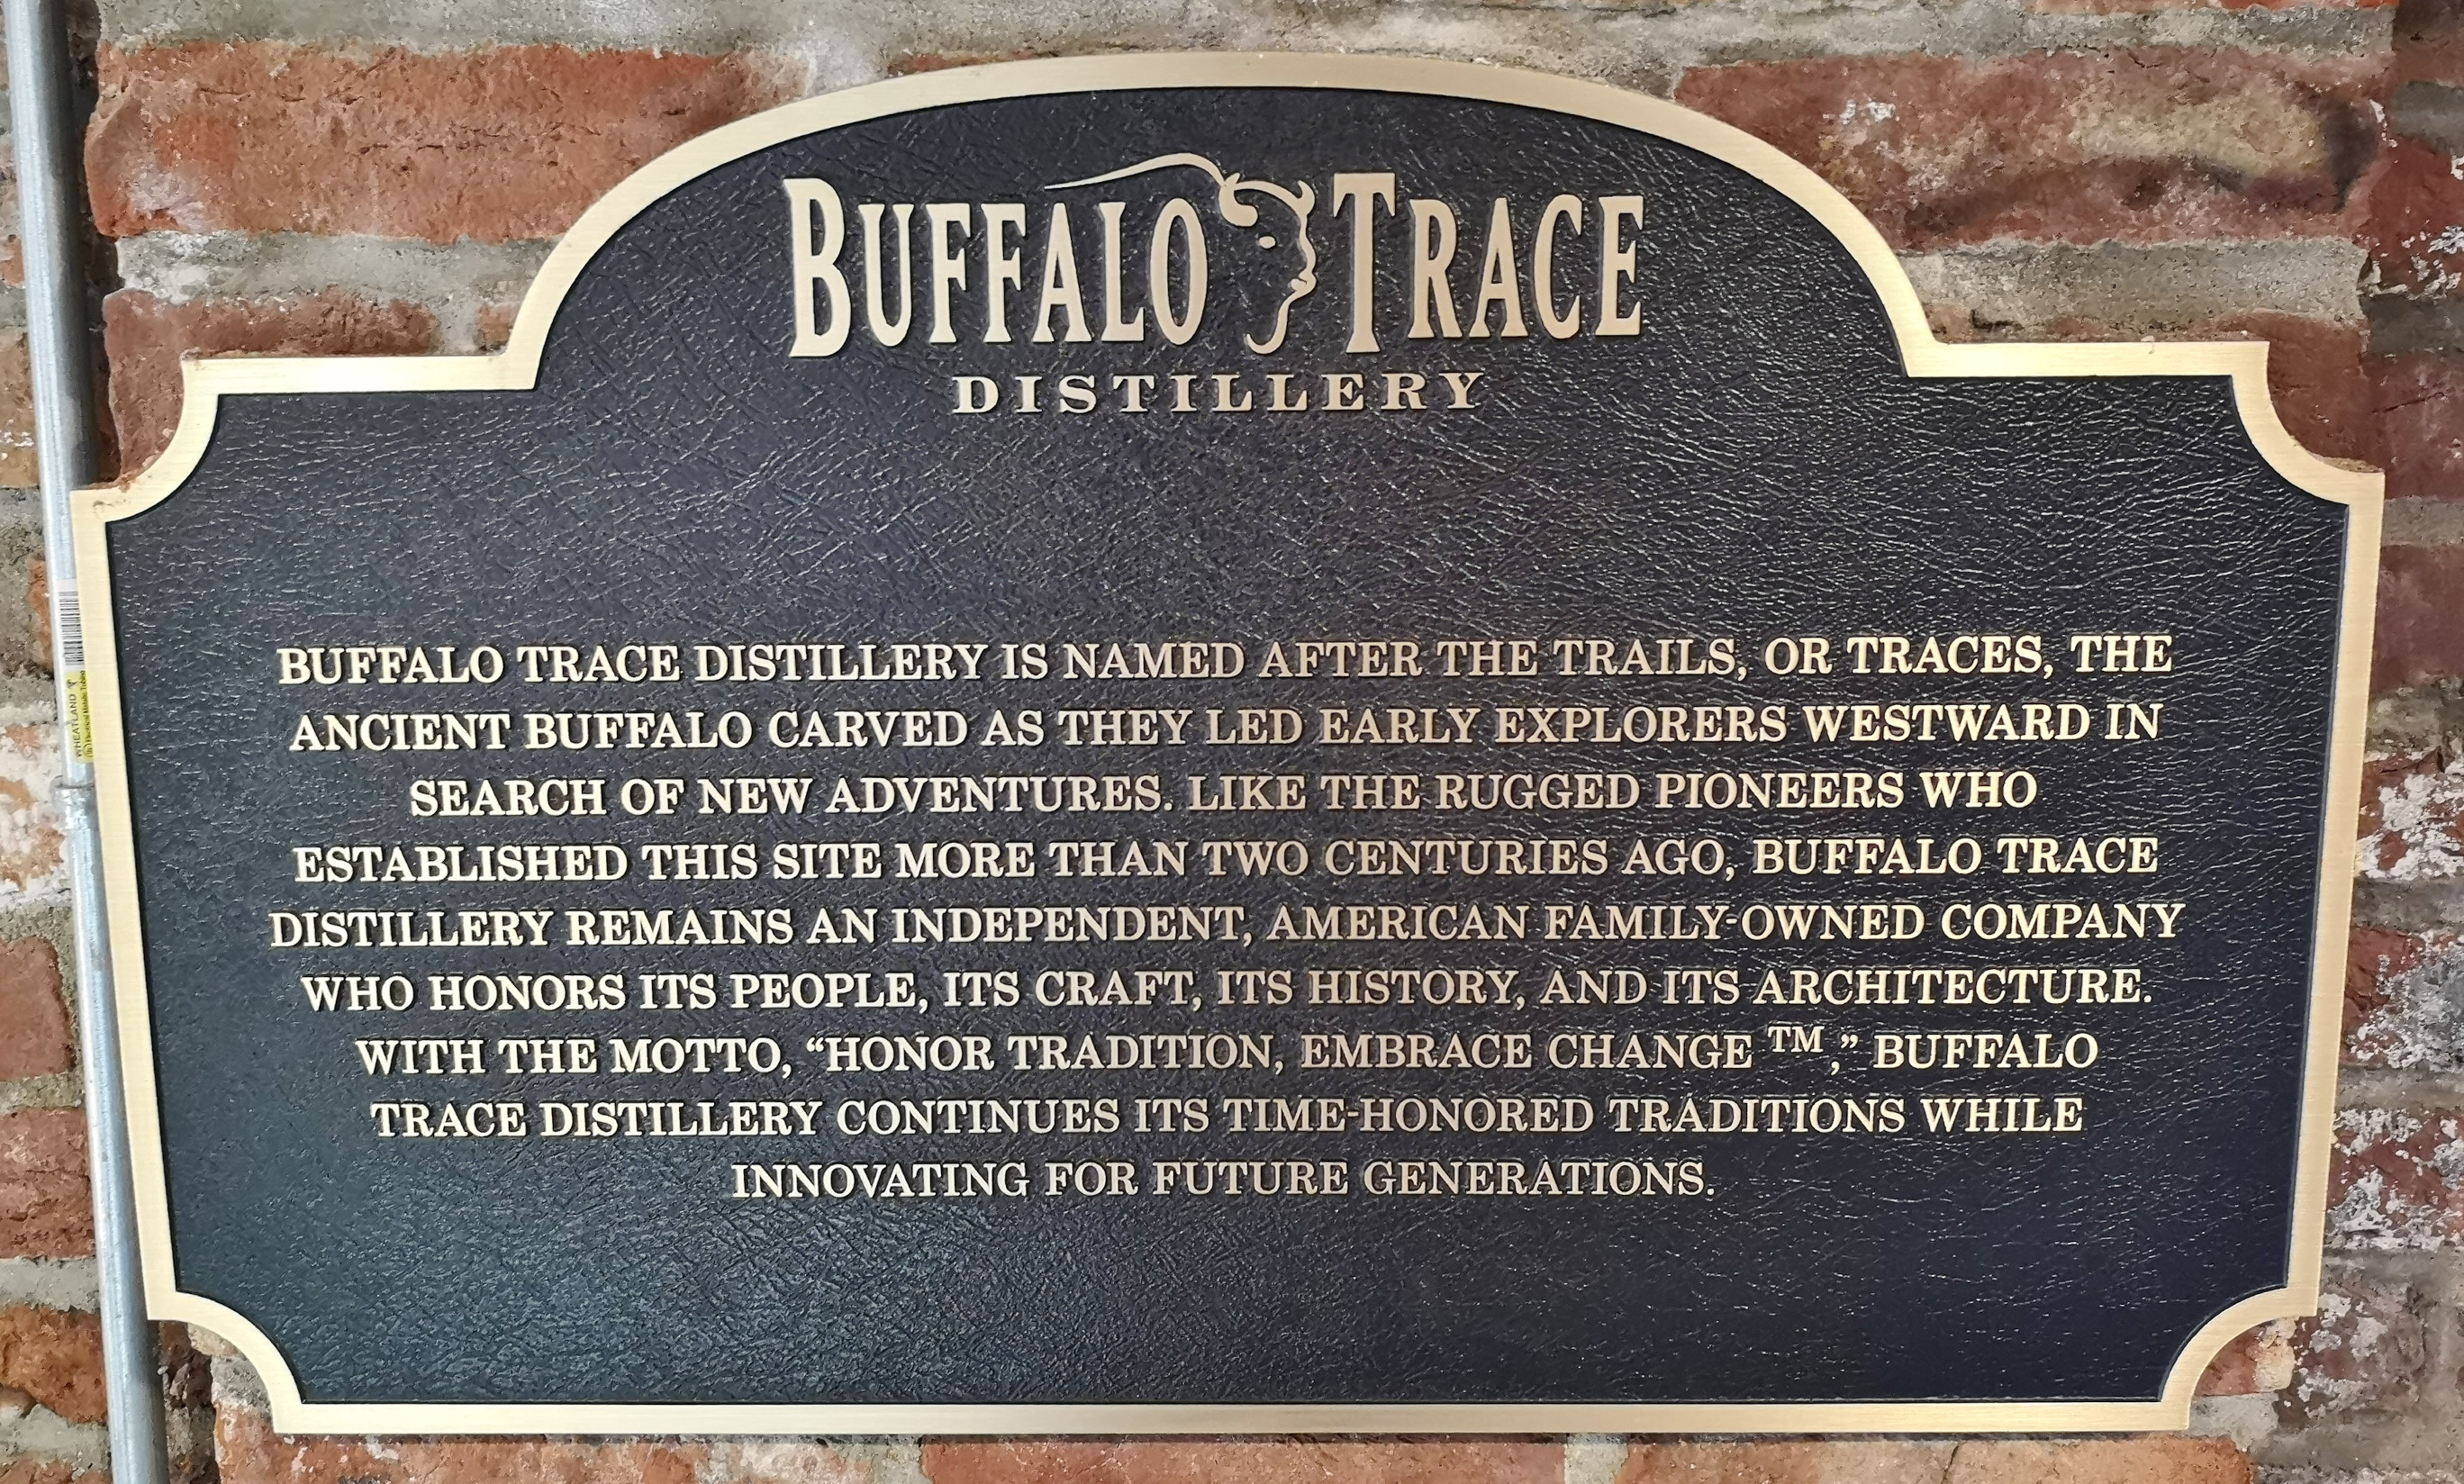 BUFFALO TRACE
DISTILLERY
BUFFALO TRACE DISTILLERY IS NAMED AFTER THE TRAILS, OR TRACES, THE
ANCIENT BUFFALO CARVED AS THEY LED EARLY EXPLORERS WESTWARD IN
SEARCH OF NEW ADVENTURES. LIKE THE RUGGED PIONEERS WHO
ESTABLISHED THIS SITE MORE THAN TWO CENTURIES AGO, BUFFALO TRACE
DISTILLERY REMAINS AN INDEPENDENT, AMERICAN FAMILY-OWNED COMPANY
WHO HONORS ITS PEOPLE, ITS CRAFT, ITS HISTORY, AND ITS ARCHITECTURE.
WITH THE MOTTO, “HONOR TRADITION, EMBRACE CHANGE ™,” BUFFALO
TRACE DISTILLERY CONTINUES ITS TIME-HONORED TRADITIONS WHILE
INNOVATING FOR FUTURE GENERATIONS.
WHEATLAND